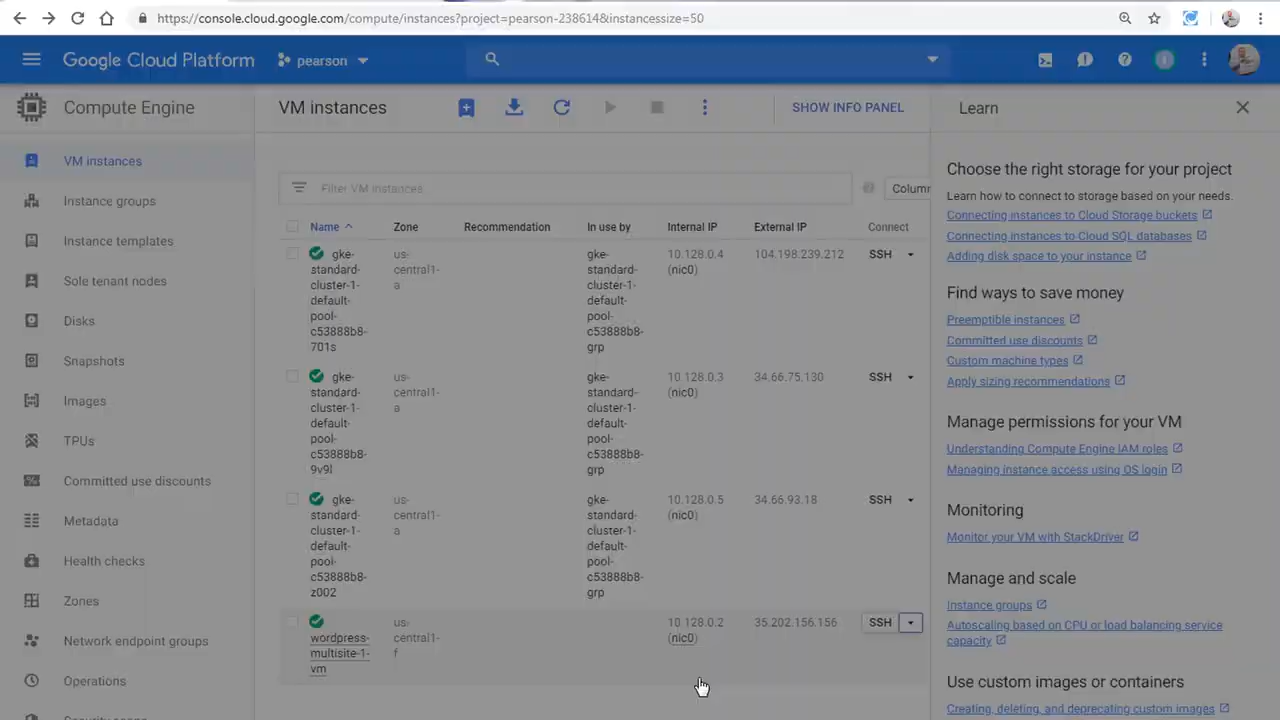 https://console.cloud.google.com/compute/instances?project=pearson-238614&instancessize=50
Google Cloud Platform
pearson
Compute Engine
VM instances
SHOW INFO PANEL
Learn
VM instances
Instance groups
Instance templates
Sole tenant nodes
Disks
Snapshots
Images
TPUs
Committed use discounts
Metadata
Health checks
Zones
Network endpoint groups
Operations
Filter VM instances
Colum
Name
Zone
Recommendation
In use by
Internal IP
External IP
Connect
gke-
standard-
cluster-1-
default-
pool-
c53888b8-
701s
us-
central1-
a
gke-
standard-
cluster-1-
default-
pool-
c53888b8-
grp
10.128.0.4
(nic0)
104.198.239.212
SSH
gke-
standard-
cluster-1-
default-
pool-
c53888b8-
9v9l
us-
central1-
a
gke-
standard-
cluster-1-
default-
pool-
c53888b8-
grp
10.128.0.3
(nic0)
34.66.75.130
SSH
gke-
standard-
cluster-1-
default-
pool-
c53888b8-
z002
us-
central1-
a
gke-
standard-
cluster-1-
default-
pool-
c53888b8-
grp
10.128.0.5
(nic0)
34.66.93.18
SSH
wordpress-
multisite-1-
vm
us-
central1-
f
10.128.0.2
(nic0)
35.202.156.156
SSH
Choose the right storage for your project
Learn how to connect to storage based on your needs.
Connecting instances to Cloud Storage buckets
Connecting instances to Cloud SQL databases
Adding disk space to your instance
Find ways to save money
Preemptible instances
Committed use discounts
Custom machine types
Apply sizing recommendations
Manage permissions for your VM
Understanding Compute Engine IAM roles
Managing instance access using OS login
Monitoring
Monitor your VM with StackDriver
Manage and scale
Instance groups
Autoscaling based on CPU or load balancing service
capacity
Use custom images or containers
Creating, deleting, and deprecating custom images